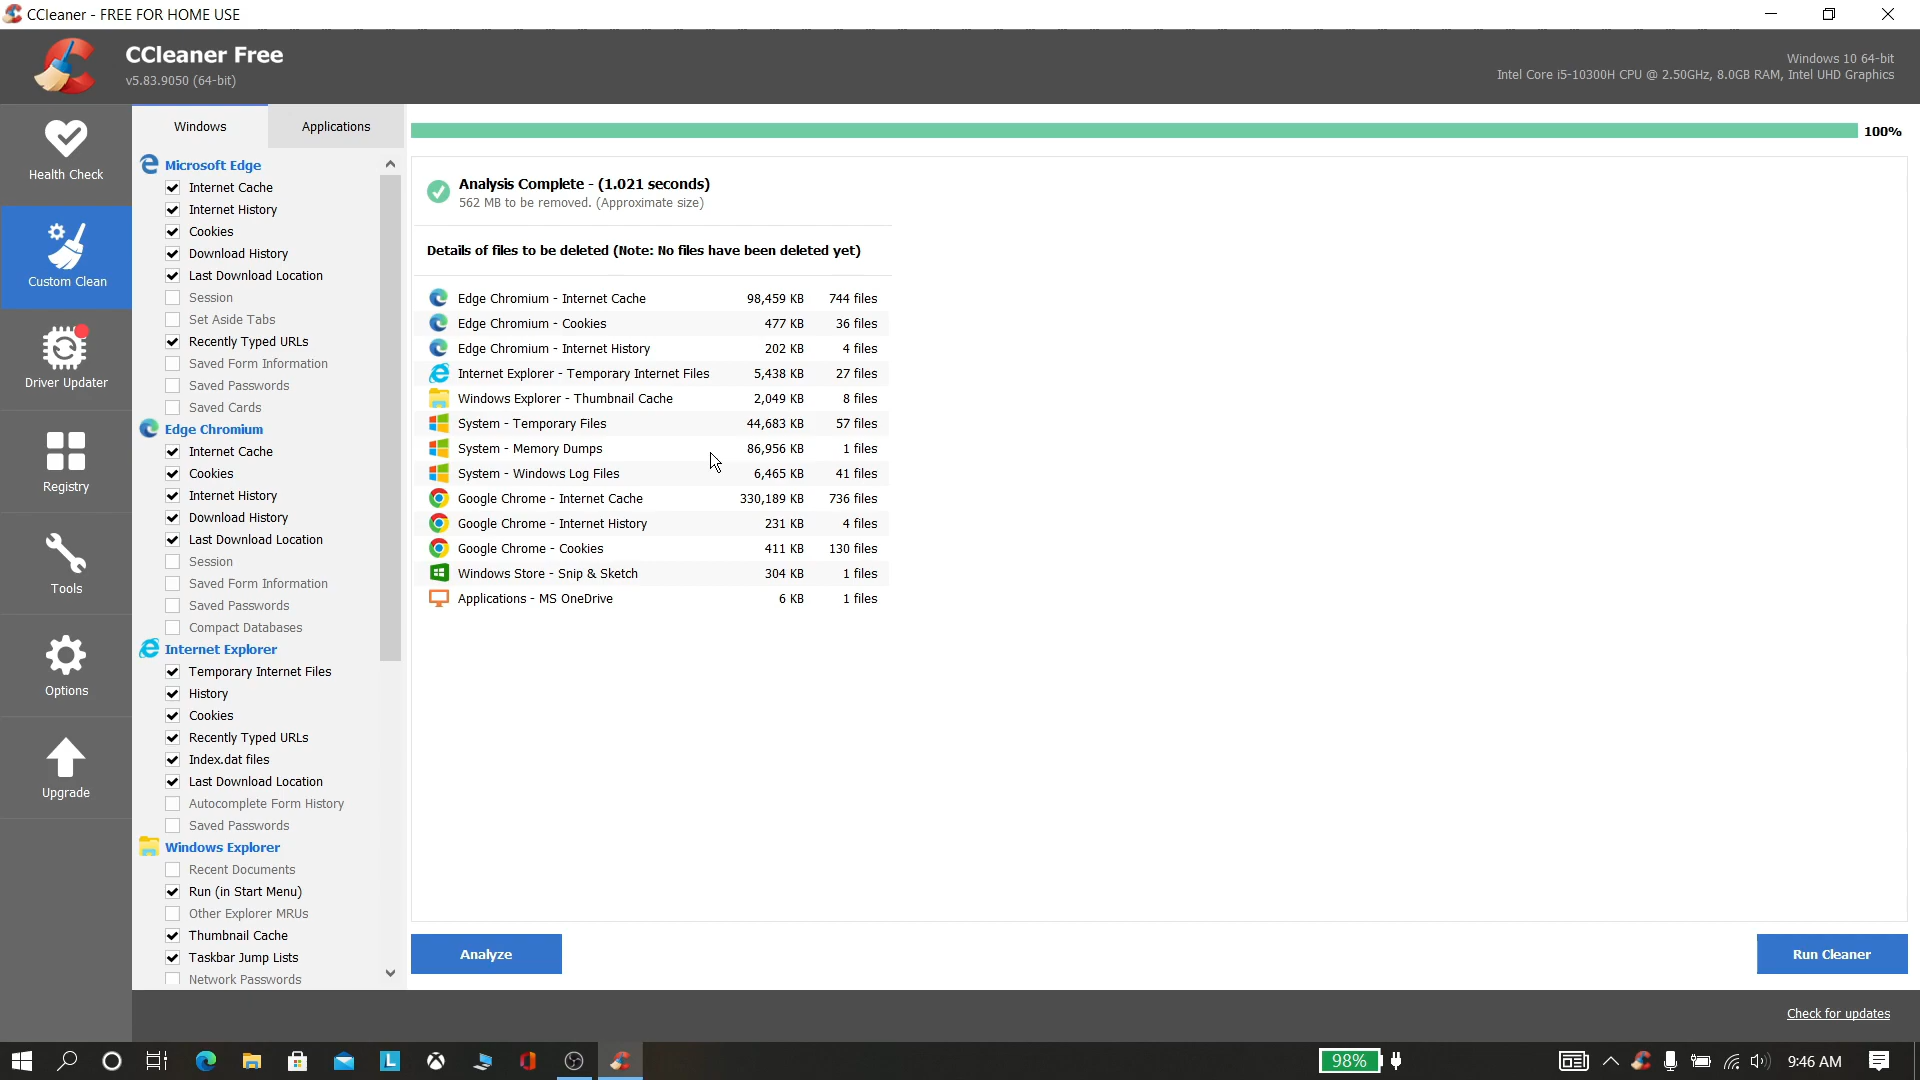 CCleaner - FREE FOR HOME USE
CCleaner Free
v5.83.9050 (64-bit)
Windows 10 64-bit
Intel Core i5-10300H CPU @ 2.50GHz, 8.0GB RAM, Intel UHD Graphics
Health Check
Custom Clean
Driver Updater
Registry
Tools
Options
Upgrade
Windows
Applications
Microsoft Edge
Internet Cache
Internet History
Cookies
Download History
Last Download Location
Session
Set Aside Tabs
Recently Typed URLs
Saved Form Information
Saved Passwords
Saved Cards
Edge Chromium
Internet Cache
Cookies
Internet History
Download History
Last Download Location
Session
Saved Form Information
Saved Passwords
Compact Databases
Internet Explorer
Temporary Internet Files
History
Cookies
Recently Typed URLs
Index.dat files
Last Download Location
Autocomplete Form History
Saved Passwords
Windows Explorer
Recent Documents
Run (in Start Menu)
Other Explorer MRUs
Thumbnail Cache
Taskbar Jump Lists
Network Passwords
100%
Analysis Complete - (1.021 seconds)
562 MB to be removed. (Approximate size)
Details of files to be deleted (Note: No files have been deleted yet)
Edge Chromium - Internet Cache 98,459 KB 744 files
Edge Chromium - Cookies 477 KB 36 files
Edge Chromium - Internet History 202 KB 4 files
Internet Explorer - Temporary Internet Files 5,438 KB 27 files
Windows Explorer - Thumbnail Cache 2,049 KB 8 files
System - Temporary Files 44,683 KB 57 files
System - Memory Dumps 86,956 KB 1 files
System - Windows Log Files 6,465 KB 41 files
Google Chrome - Internet Cache 330,189 KB 736 files
Google Chrome - Internet History 231 KB 4 files
Google Chrome - Cookies 411 KB 130 files
Windows Store - Snip & Sketch 304 KB 1 files
Applications - MS OneDrive 6 KB 1 files
Analyze
Run Cleaner
Check for updates
L
98%
9:46 AM